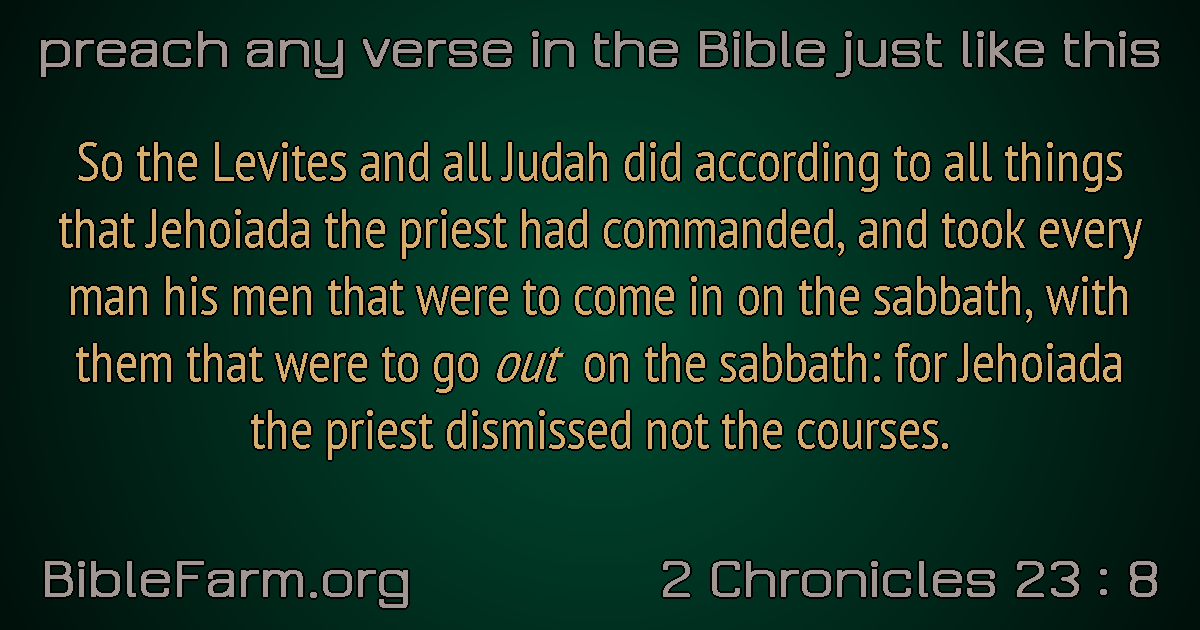 preach any verse in the Bible just like this
So the Levites and all Judah did according to all things
that Jehoiada the priest had commanded, and took every
man his men that were to come in on the sabbath, with
them that were to go out on the sabbath: for Jehoiada
the priest dismissed not the courses.
BibleFarm.org
2 Chronicles 23 : 8